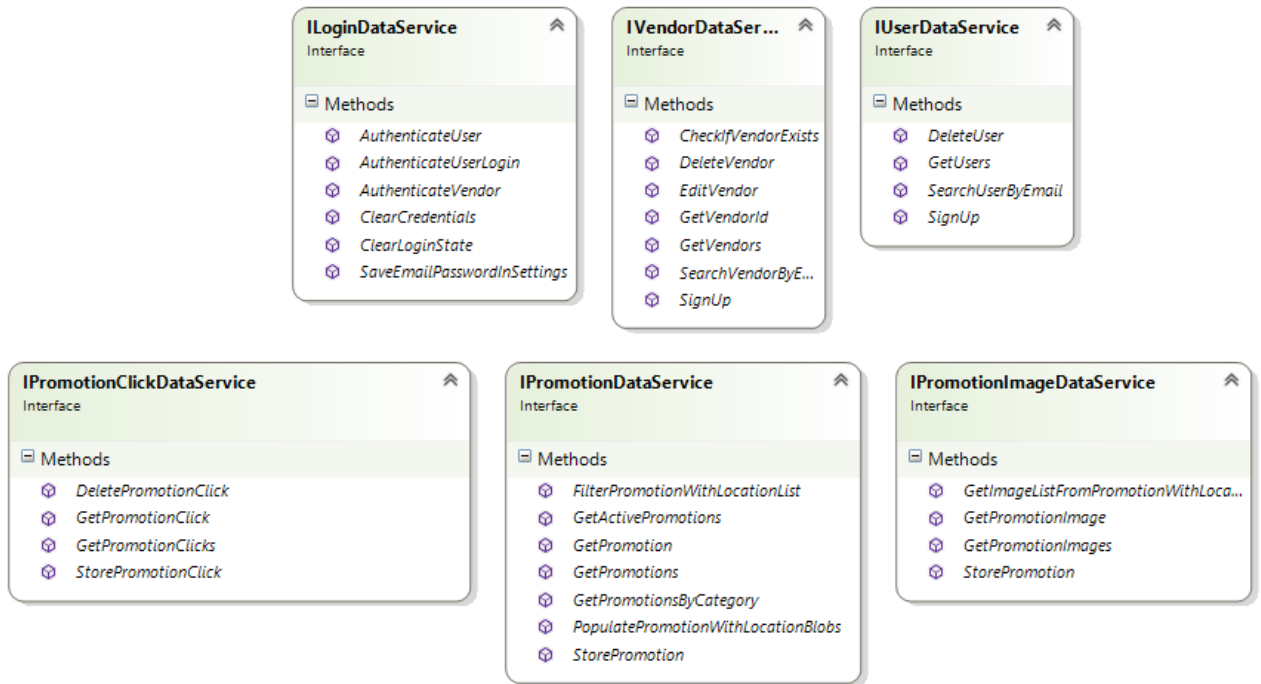 ILoginDataService
Interface
Methods
AuthenticateUser
AuthenticateUserLogin
AuthenticateVendor
ClearCredentials
ClearLoginState
SaveEmailPasswordInSettings
IVendorDataSer...
Interface
Methods
CheckIfVendorExists
DeleteVendor
EditVendor
GetVendorId
GetVendors
SearchVendorByE...
SignUp
IUserDataService
Interface
Methods
DeleteUser
GetUsers
SearchUserByEmail
SignUp
IPromotionClickDataService
Interface
Methods
DeletePromotionClick
GetPromotionClick
GetPromotionClicks
StorePromotionClick
IPromotionDataService
Interface
Methods
FilterPromotionWithLocationList
GetActivePromotions
GetPromotion
GetPromotions
GetPromotionsByCategory
PopulatePromotionWithLocationBlobs
StorePromotion
IPromotionImageDataService
Interface
Methods
GetImageListFromPromotionWithLoca...
GetPromotionImage
GetPromotionImages
StorePromotion